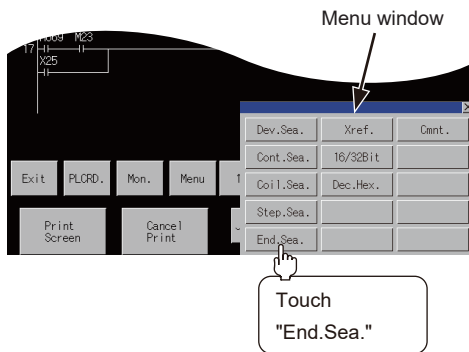 Menu window
M23
17
X25
Dev.Sea. Xref. Cmnt.
Cont.Sea. 16/32Bit
Coil.Sea. Dec.Hex.
Step.Sea.
End.Sea.
Exit PLCRD. Mon. Menu
Print Screen
Cancel Print
Touch
"End.Sea."